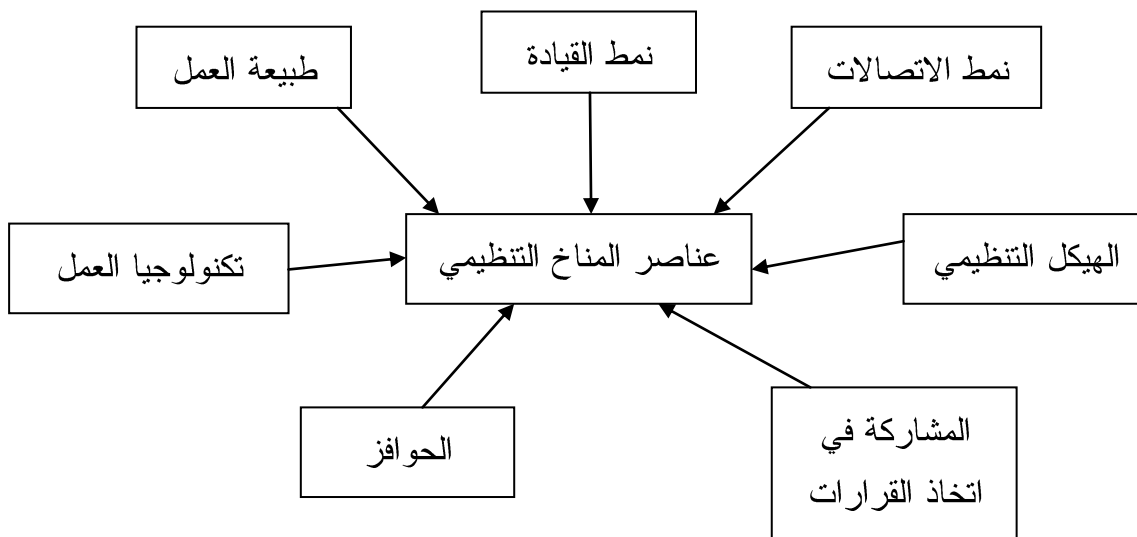 نمط الاتصالات
نمط القيادة
طبيعة العمل
الهيكل التنظيمي
عناصر المناخ التنظيمي
تكنولوجيا العمل
المشاركة في
اتخاذ القرارات
الحوافز